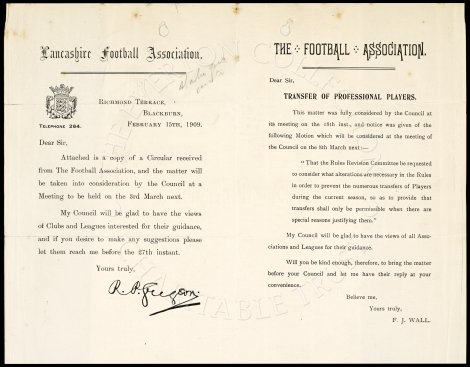 Lancashire Football Association.
RICHMOND TERRACE,
BLACKBURN,
FEBRUARY 15TH, 1909.
TELEPHONE 284.
Dear Sir,
Attached is a copy of a Circular received
from The Football Association, and the matter will
be taken into consideration by the Council at a
Meeting to be held on the 3rd March next.
My Council will be glad to have the views of
Clubs and Leagues interested for their guidance,
and if you desire to make any suggestions please
let them reach me before the 27th instant.
Yours truly,
THE FOOTBALL ASSOCIATION.
Dear Sir,
TRANSFER OF PROFESSIONAL PLAYERS.
This matter was fully considered by the Council at
its meeting on the 15th inst., and notice was given of the
following Motion which will be considered at the meeting
of the Council on the 8th March next:—
"That the Rules Revision Committee be requested
to consider what alterations are necessary in the Rules
in order to prevent the numerous transfers of Players
during the current season, or so as to provide that
transfers shall only be permissible when there are
special reasons justifying them."
My Council will be glad to have the views of all Asso-
ciations and Leagues for their guidance.
Will you be kind enough, therefore, to bring the matter
before your Council and let me have their reply at your
convenience.
Believe me,
Yours truly,
F. J. WALL.